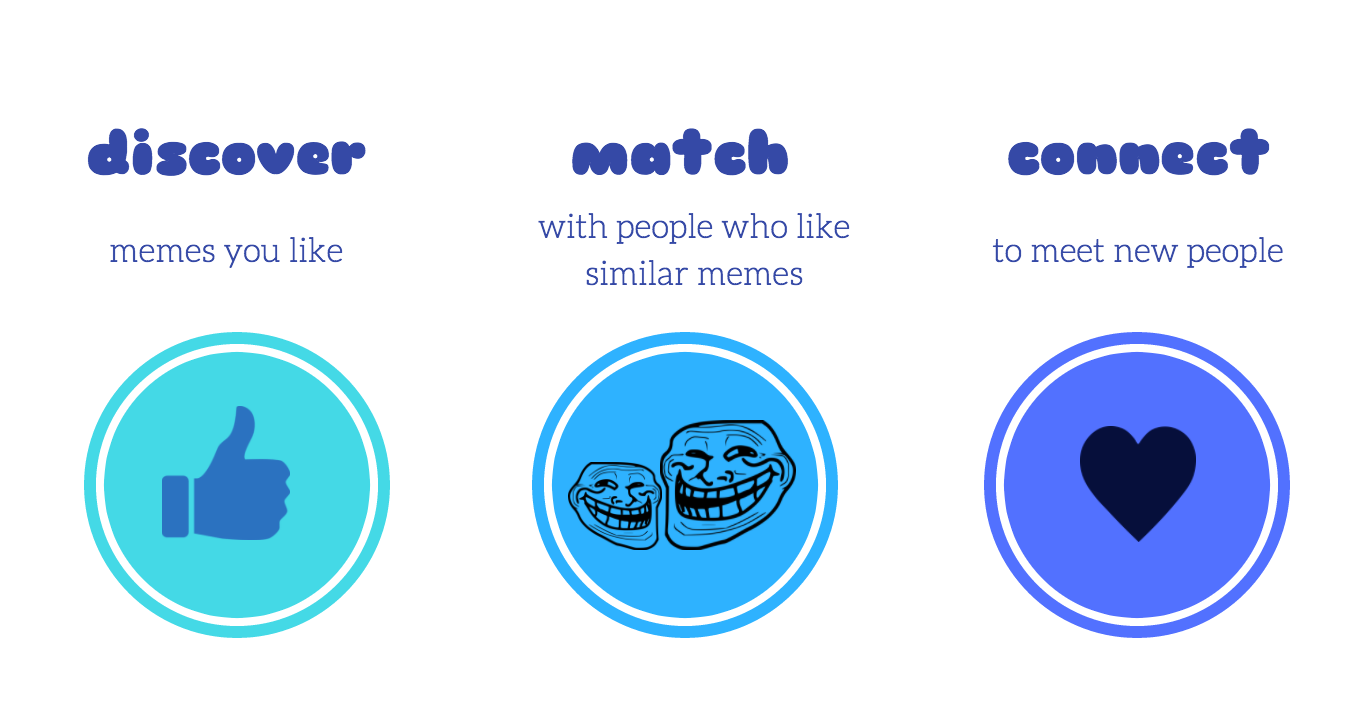 discover
memes you like
match
with people who like
similar memes
connect
to meet new people